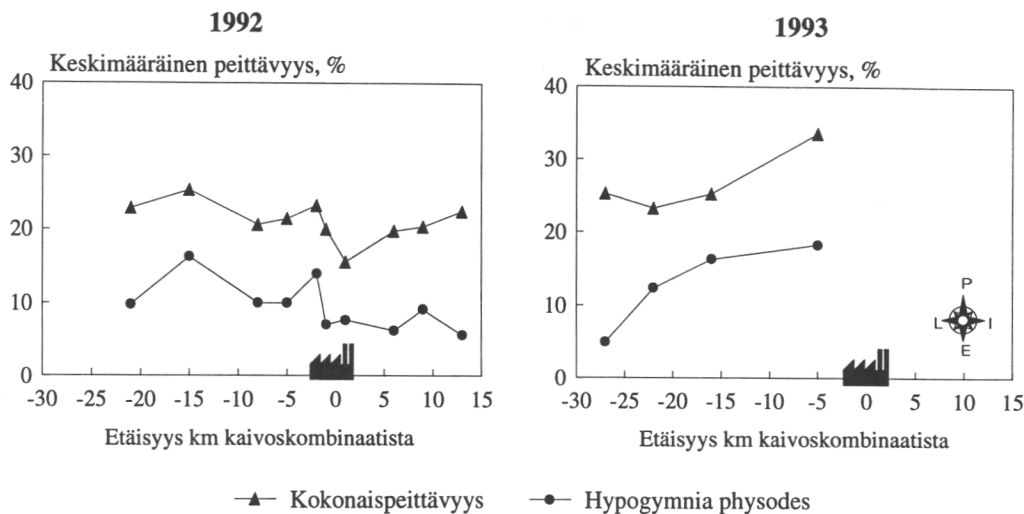 1992
Keskimääräinen peittävyys, %
40
30
20
10
0
-30 -25 -20 -15 -10 -5 0 5 10 15
Etäisyys km kaivoskombinaatista
1993
Keskimääräinen peittävyys, %
40
30
20
10
0
P
L I
E
-30 -25 -20 -15 -10 -5 0 5 10 15
Etäisyys km kaivoskombinaatista
Kokonaispeittävyys Hypogymnia physodes